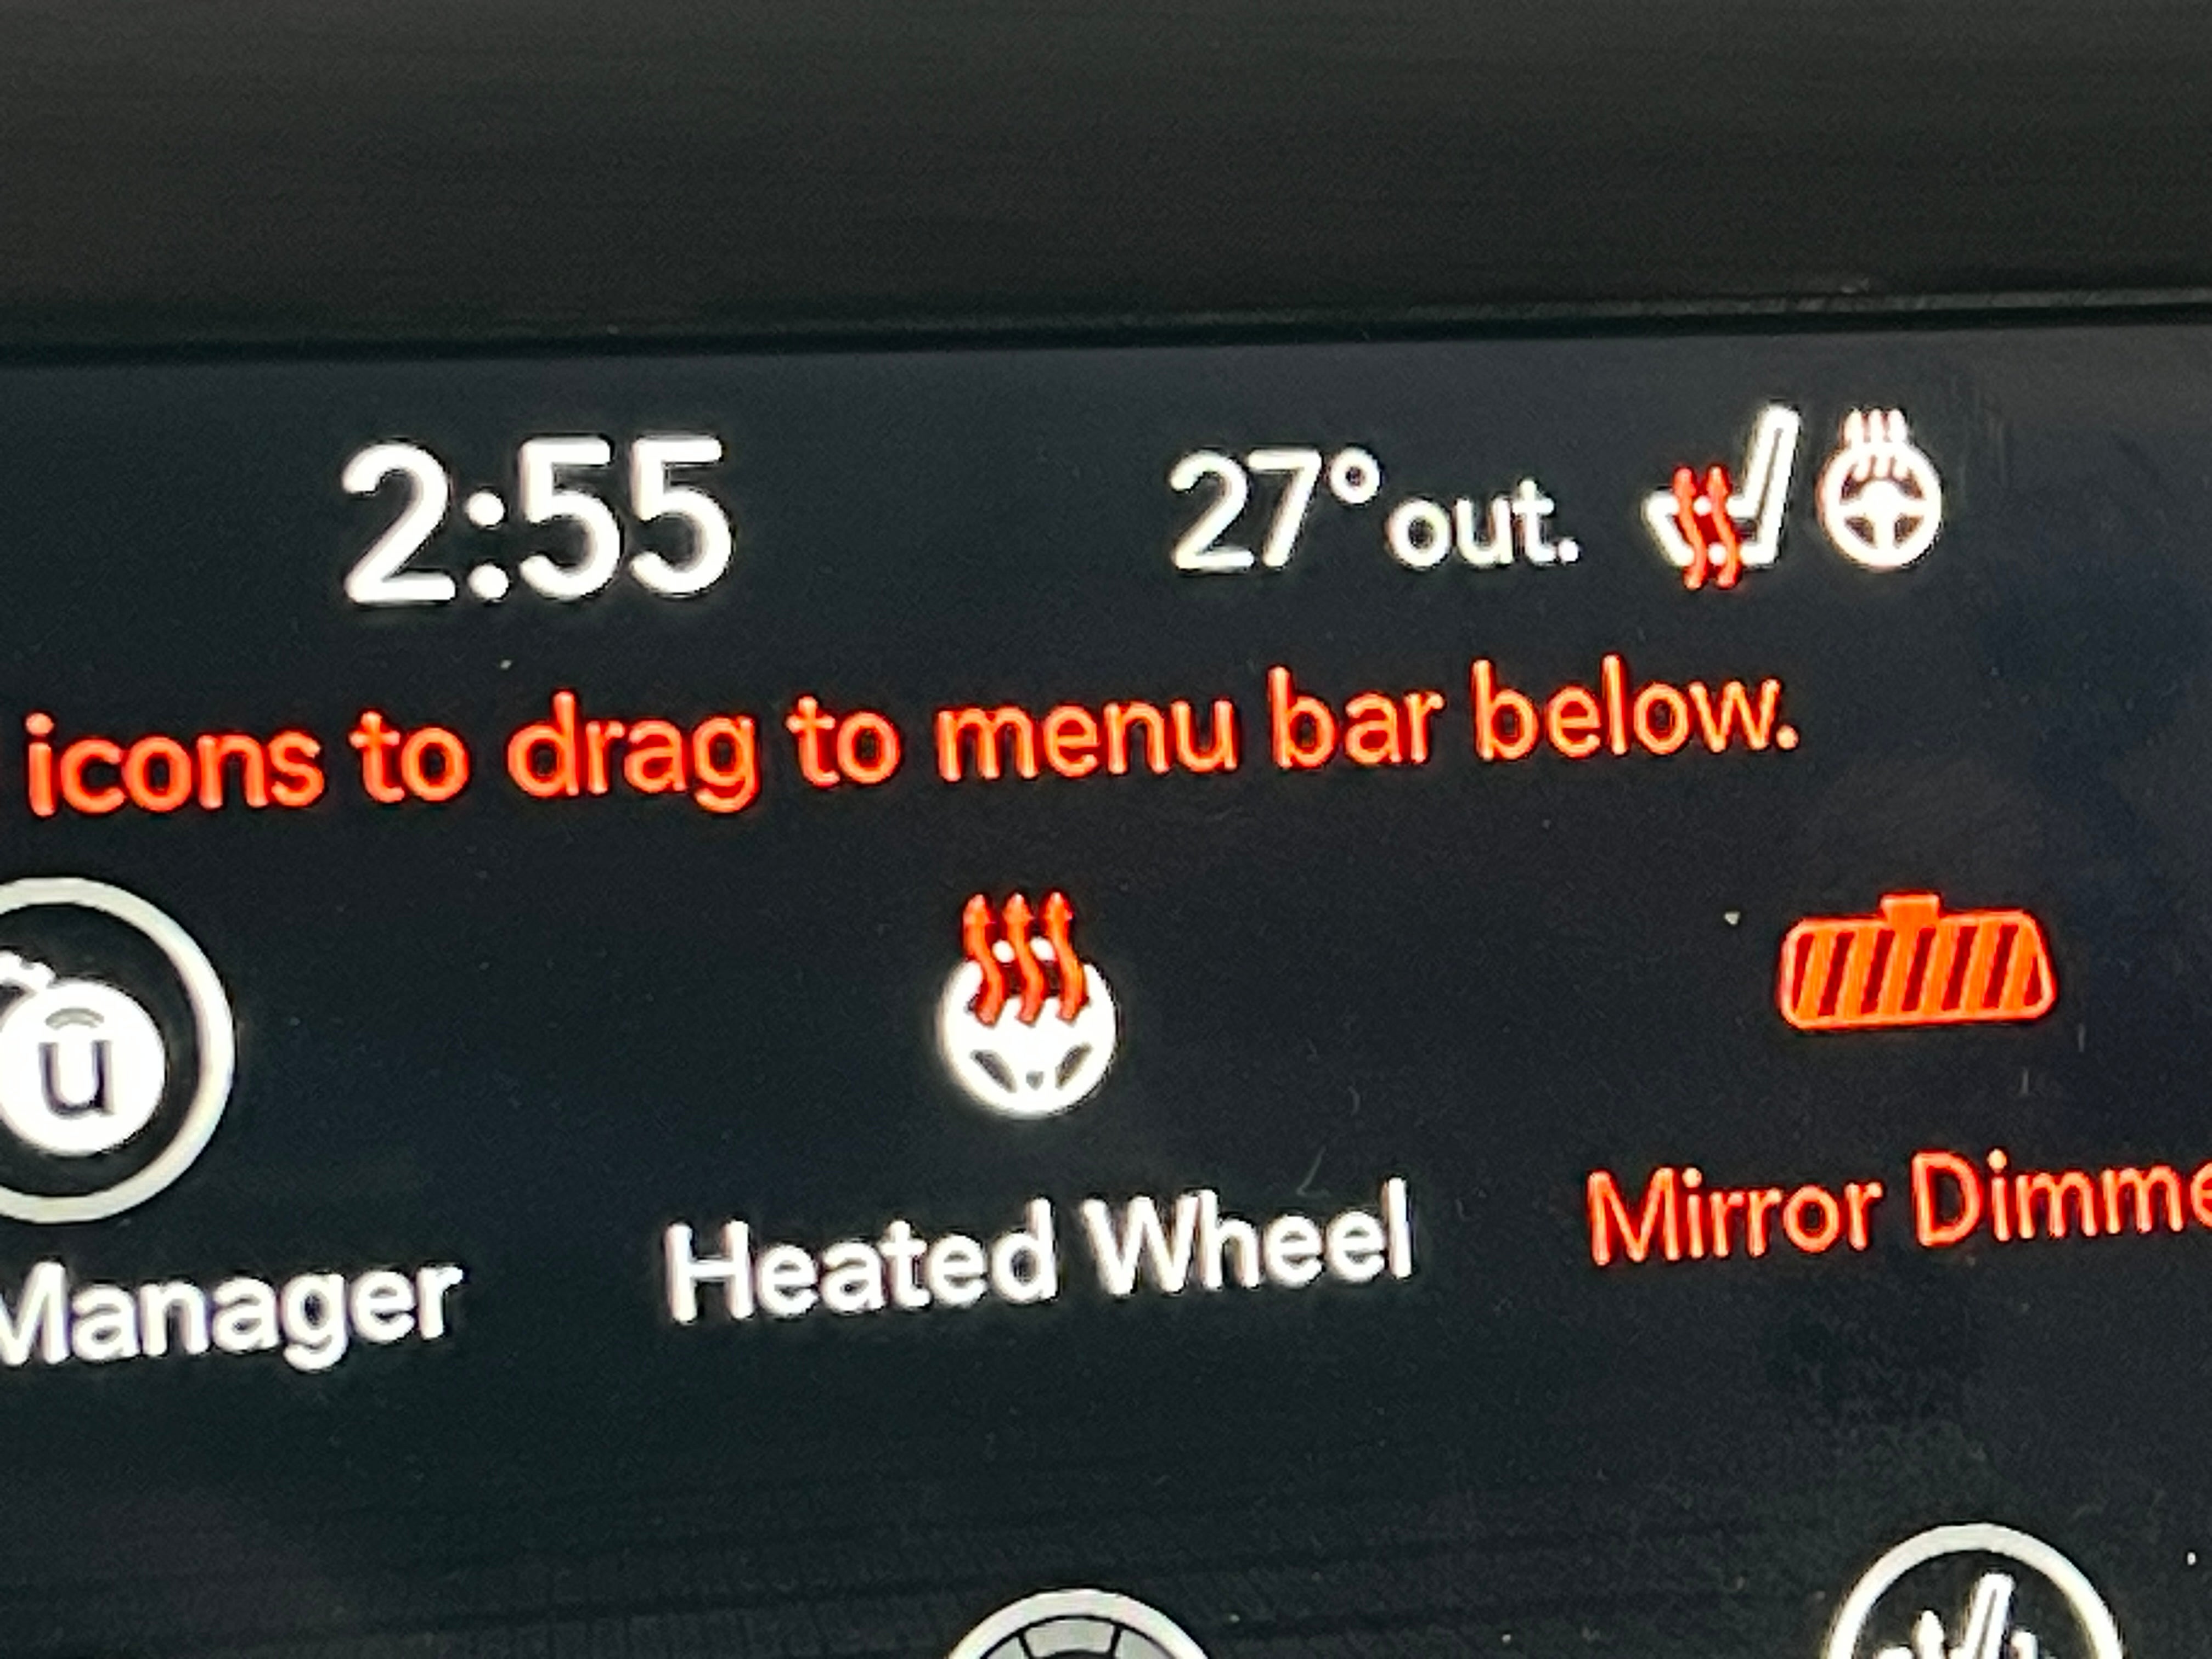 2:55 27° out.
icons to drag to menu bar below.
u
Manager Heated Wheel Mirror Dimme